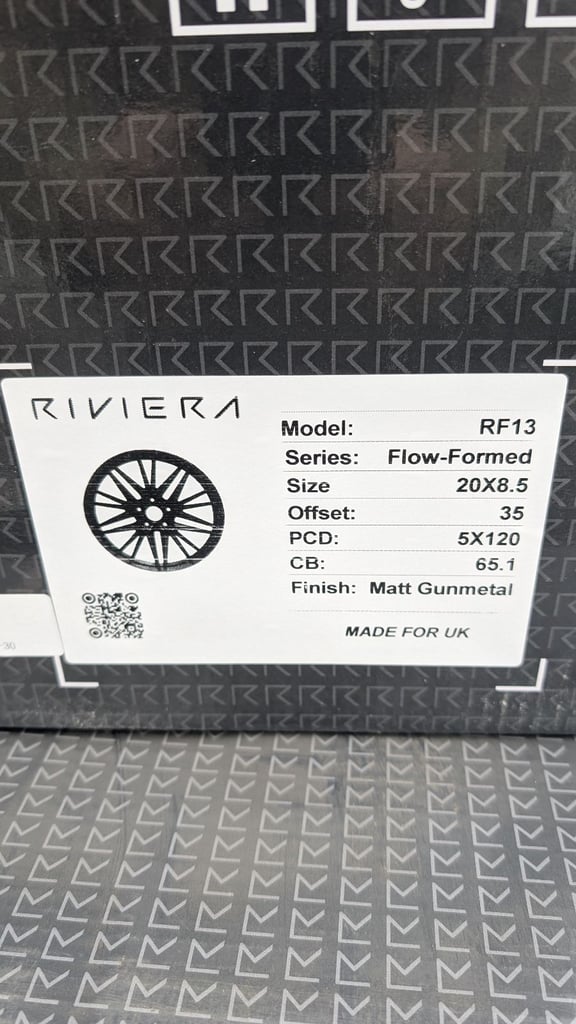 RIVIERA
Model: RF13
Series: Flow-Formed
Size 20X8.5
Offset: 35
PCD: 5X120
CB: 65.1
Finish: Matt Gunmetal
MADE FOR UK
-30